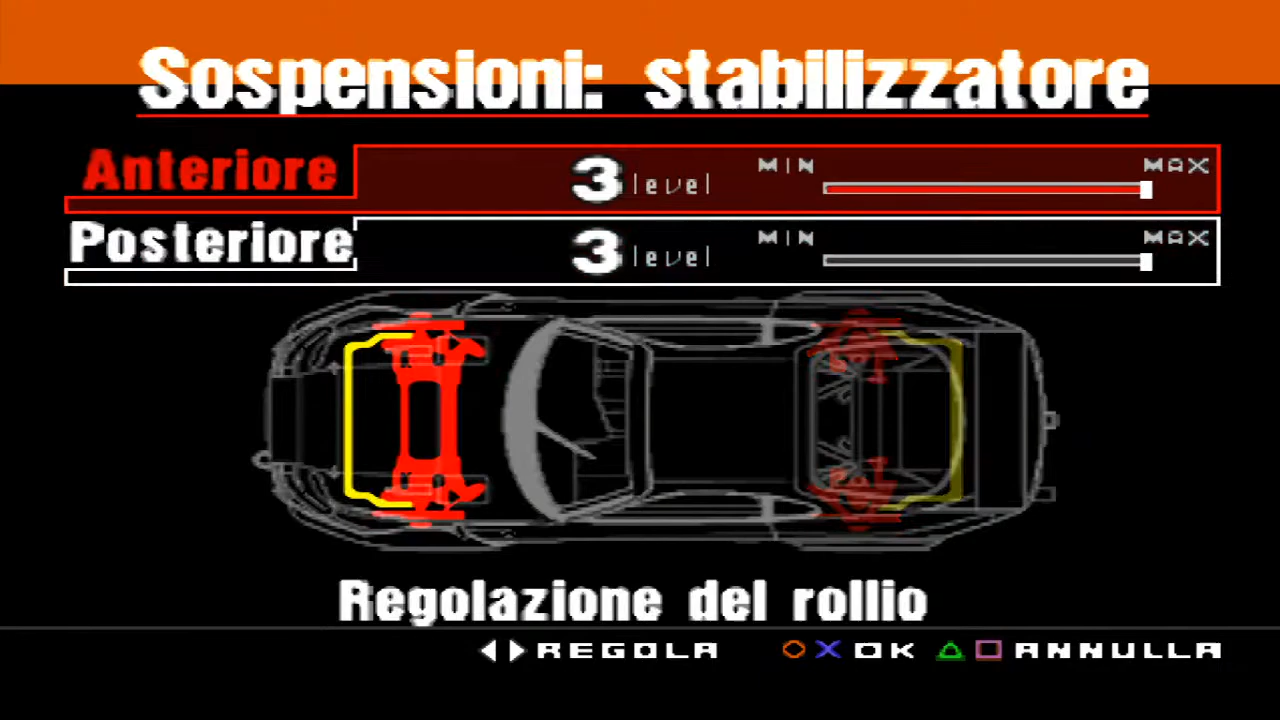 Sospensioni: stabilizzatore
Anteriore 3 level MIN MAX
Posteriore 3 level MIN MAX
Regolazione del rollio
REGOLA OK ANNULLA